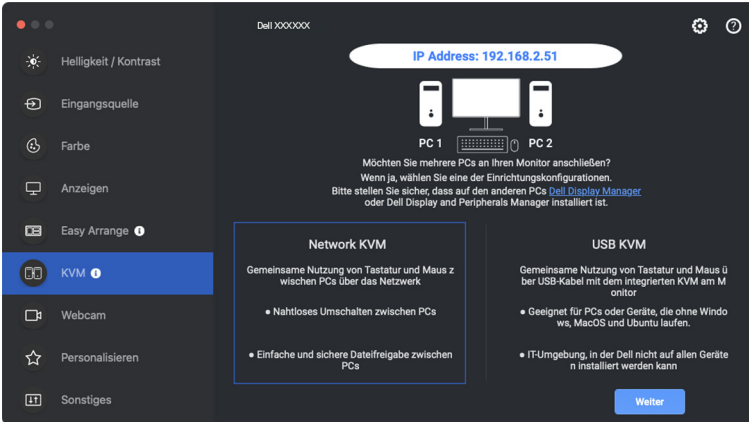 Dell XXXXXX
IP Address: 192.168.2.51
Helligkeit / Kontrast
Eingangsquelle
Farbe
Anzeigen
Easy Arrange
KVM
Webcam
Personalisieren
Sonstiges
PC 1
PC 2
Möchten Sie mehrere PCs an Ihren Monitor anschließen?
Wenn ja, wählen Sie eine der Einrichtungskonfigurationen.
Bitte stellen Sie sicher, dass auf den anderen PCs Dell Display Manager
oder Dell Display and Peripherals Manager installiert ist.
Network KVM
Gemeinsame Nutzung von Tastatur und Maus z
wischen PCs über das Netzwerk
• Nahtloses Umschalten zwischen PCs
• Einfache und sichere Dateifreigabe zwischen
PCs
USB KVM
Gemeinsame Nutzung von Tastatur und Maus ü
ber USB-Kabel mit dem integrierten KVM am M
onitor
• Geeignet für PCs oder Geräte, die ohne Windo
ws, MacOS und Ubuntu laufen.
• IT-Umgebung, in der Dell nicht auf allen Geräte
n installiert werden kann
Weiter